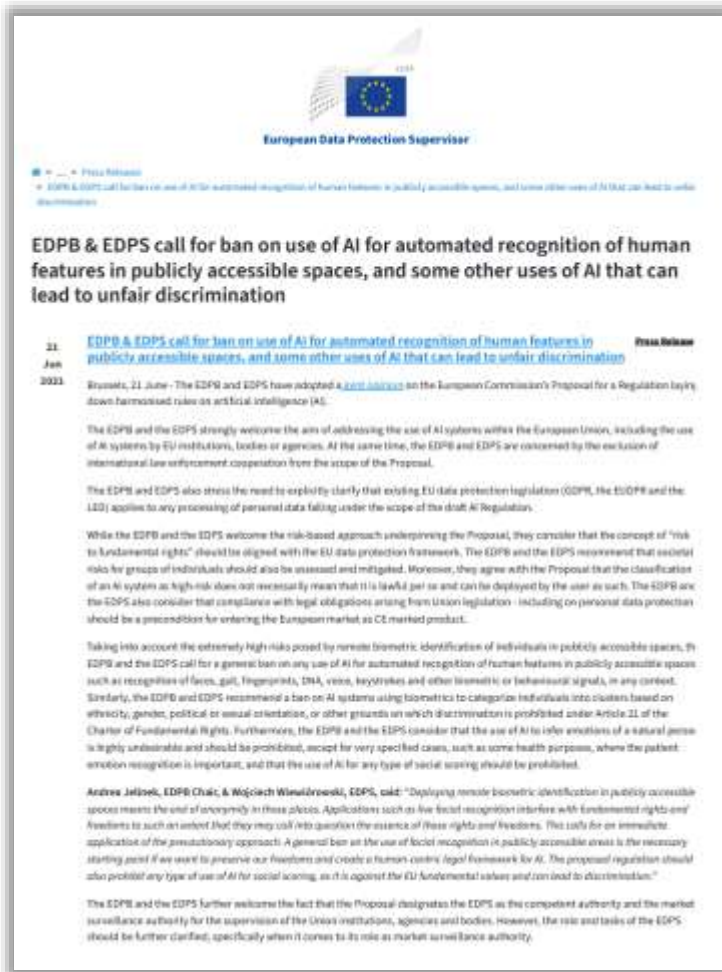 European Data Protection Supervisor
» ... » Press Releases
» EDPB & EDPS call for ban on use of AI for automated recognition of human features in publicly accessible spaces, and some other uses of AI that can lead to unfair
discrimination
EDPB & EDPS call for ban on use of AI for automated recognition of human
features in publicly accessible spaces, and some other uses of AI that can
lead to unfair discrimination
21
Jun
2021
EDPB & EDPS call for ban on use of AI for automated recognition of human features in
publicly accessible spaces, and some other uses of AI that can lead to unfair discrimination
Press Release
Brussels, 21 June - The EDPB and EDPS have adopted a joint opinion on the European Commission's Proposal for a Regulation laying
down harmonised rules on artificial intelligence (AI).
The EDPB and the EDPS strongly welcome the aim of addressing the use of AI systems within the European Union, including the use
of AI systems by EU institutions, bodies or agencies. At the same time, the EDPB and EDPS are concerned by the exclusion of
international law enforcement cooperation from the scope of the Proposal.
The EDPB and EDPS also stress the need to explicitly clarify that existing EU data protection legislation (GDPR, the EUDPR and the
LED) applies to any processing of personal data falling under the scope of the draft AI Regulation.
While the EDPB and the EDPS welcome the risk-based approach underpinning the Proposal, they consider that the concept of "risk
to fundamental rights" should be aligned with the EU data protection framework. The EDPB and the EDPS recommend that societal
risks for groups of individuals should also be assessed and mitigated. Moreover, they agree with the Proposal that the classification
of an AI system as high-risk does not necessarily mean that it is lawful per se and can be deployed by the user as such. The EDPB and
the EDPS also consider that compliance with legal obligations arising from Union legislation - including on personal data protection
should be a precondition for entering the European market as CE marked product.
Taking into account the extremely high risks posed by remote biometric identification of individuals in publicly accessible spaces, th
EDPB and the EDPS call for a general ban on any use of AI for automated recognition of human features in publicly accessible spaces
such as recognition of faces, gait, fingerprints, DNA, voice, keystrokes and other biometric or behavioural signals, in any context.
Similarly, the EDPB and EDPS recommend a ban on AI systems using biometrics to categorize individuals into clusters based on
ethnicity, gender, political or sexual orientation, or other grounds on which discrimination is prohibited under Article 21 of the
Charter of Fundamental Rights. Furthermore, the EDPB and the EDPS consider that the use of AI to infer emotions of a natural person
is highly undesirable and should be prohibited, except for very specified cases, such as some health purposes, where the patient
emotion recognition is important, and that the use of AI for any type of social scoring should be prohibited.
Andrea Jelinek, EDPB Chair, & Wojciech Wiewiórowski, EDPS, said: "Deploying remote biometric identification in publicly accessible
spaces means the end of anonymity in those places. Applications such as live facial recognition interfere with fundamental rights and
freedoms to such an extent that they may call into question the essence of these rights and freedoms. This calls for an immediate
application of the precautionary approach. A general ban on the use of facial recognition in publicly accessible areas is the necessary
starting point if we want to preserve our freedoms and create a human-centric legal framework for AI. The proposed regulation should
also prohibit any type of use of AI for social scoring, as it is against the EU fundamental values and can lead to discrimination."
The EDPB and the EDPS further welcome the fact that the Proposal designates the EDPS as the competent authority and the market
surveillance authority for the supervision of the Union institutions, agencies and bodies. However, the role and tasks of the EDPS
should be further clarified, specifically when it comes to its role as market surveillance authority.